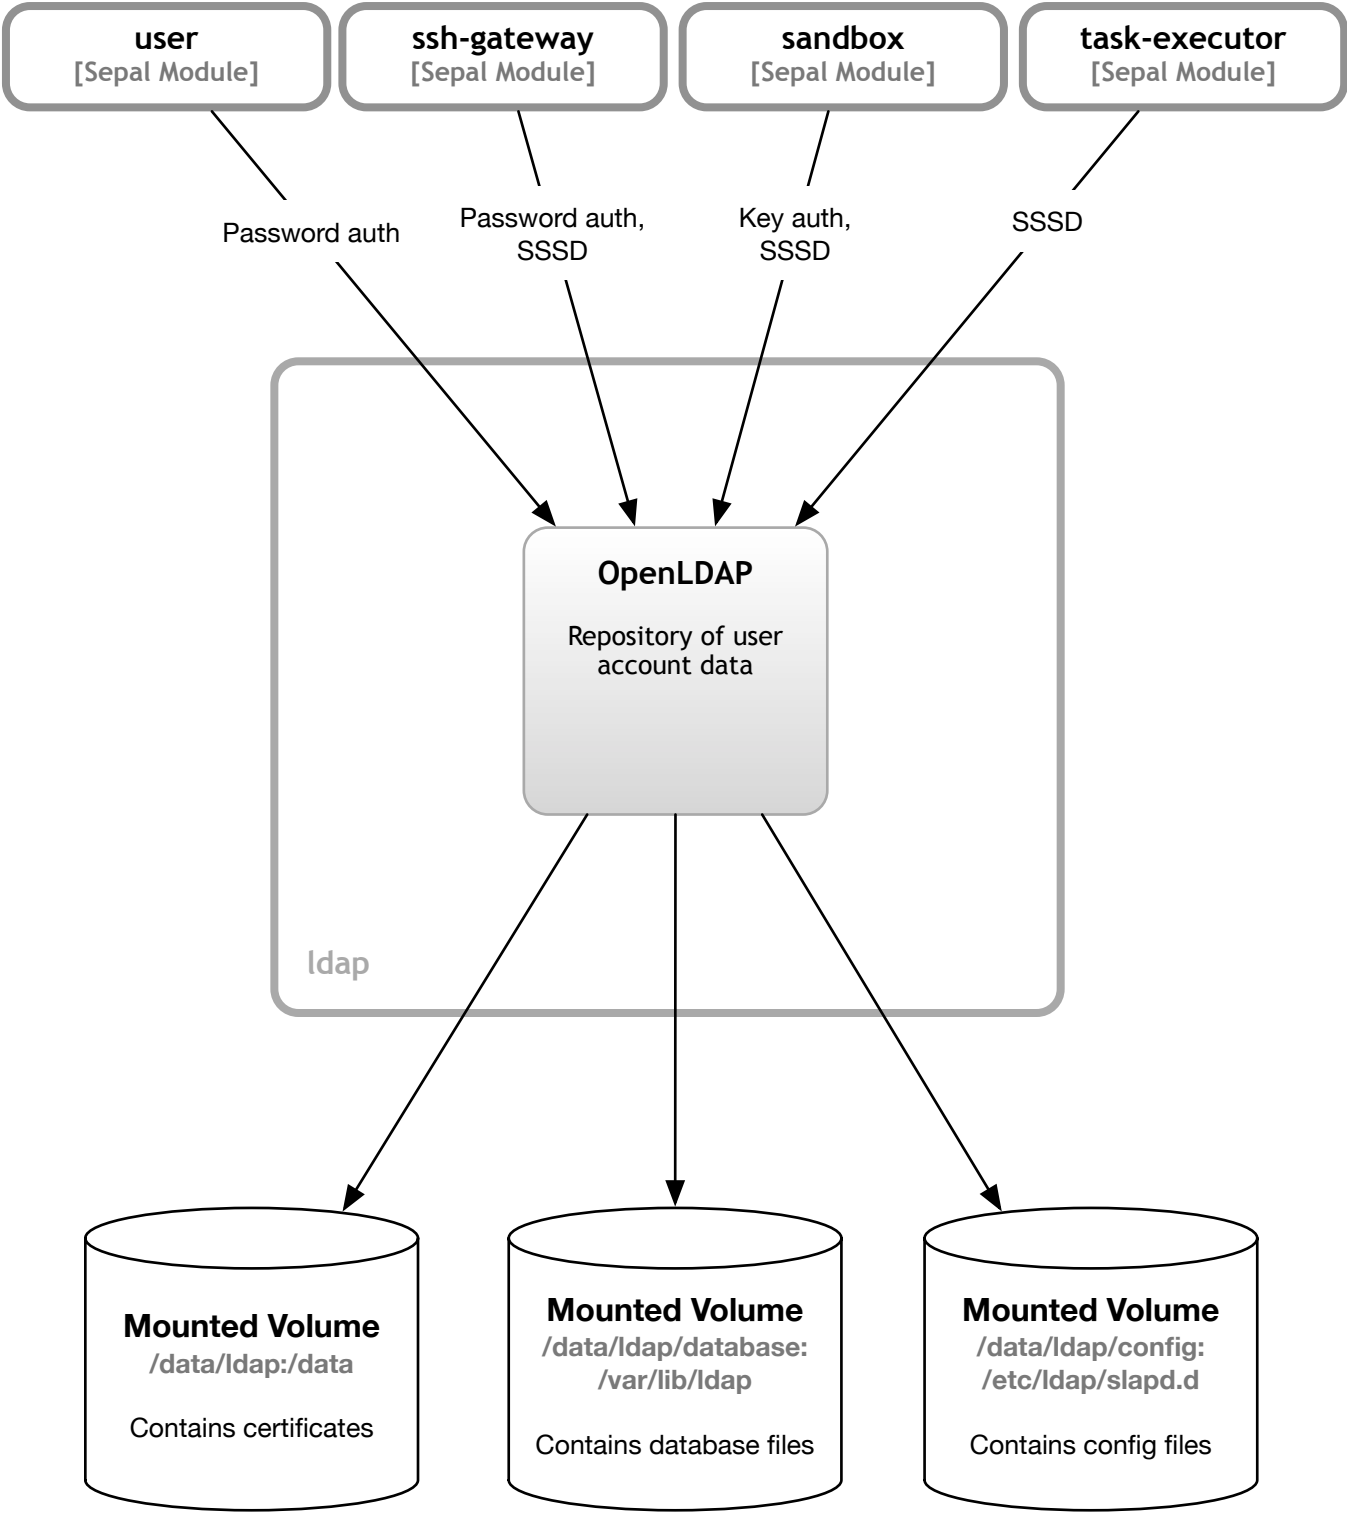 user
[Sepal Module]
ssh-gateway
[Sepal Module]
sandbox
[Sepal Module]
task-executor
[Sepal Module]
Password auth
Password auth,
SSSD
Key auth,
SSSD
SSSD
OpenLDAP
Repository of user
account data
ldap
Mounted Volume
/data/ldap:/data
Contains certificates
Mounted Volume
/data/ldap/database:
/var/lib/ldap
Contains database files
Mounted Volume
/data/ldap/config:
/etc/ldap/slapd.d
Contains config files